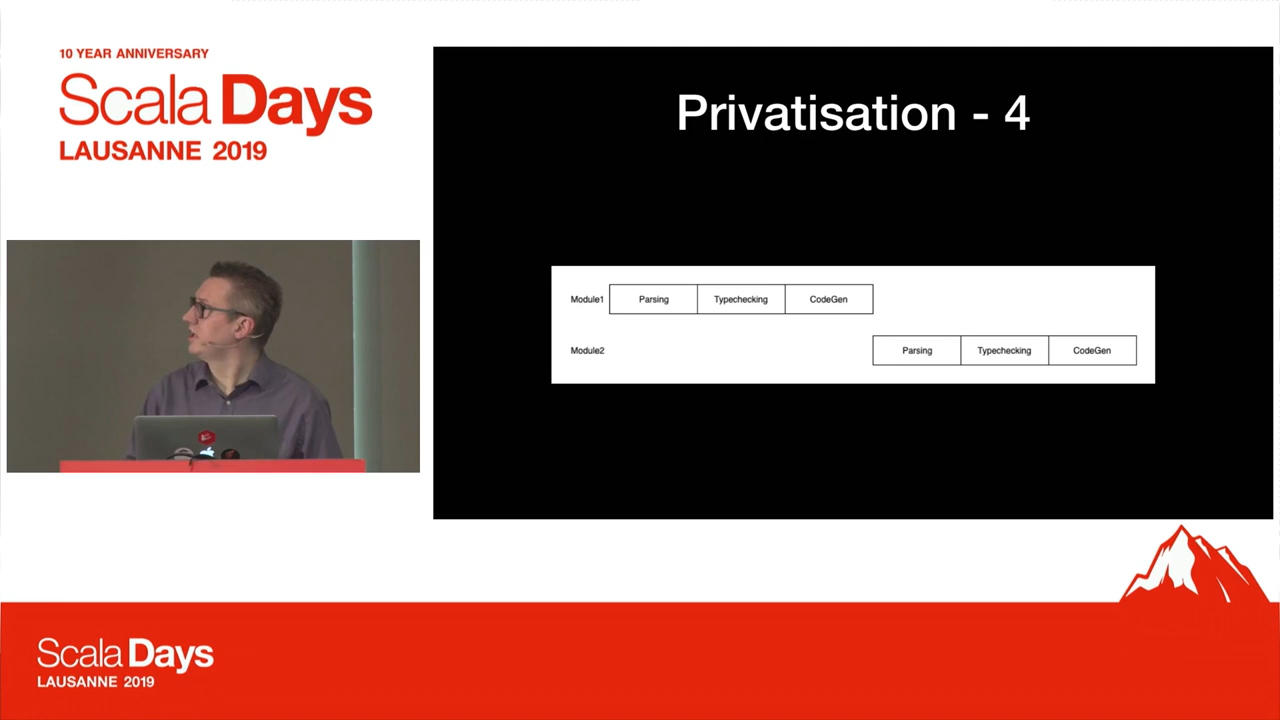 10 YEAR ANNIVERSARY
Scala Days
LAUSANNE 2019
Privatisation - 4
Module1 Parsing Typechecking CodeGen
Module2 Parsing Typechecking CodeGen
Scala Days
LAUSANNE 2019